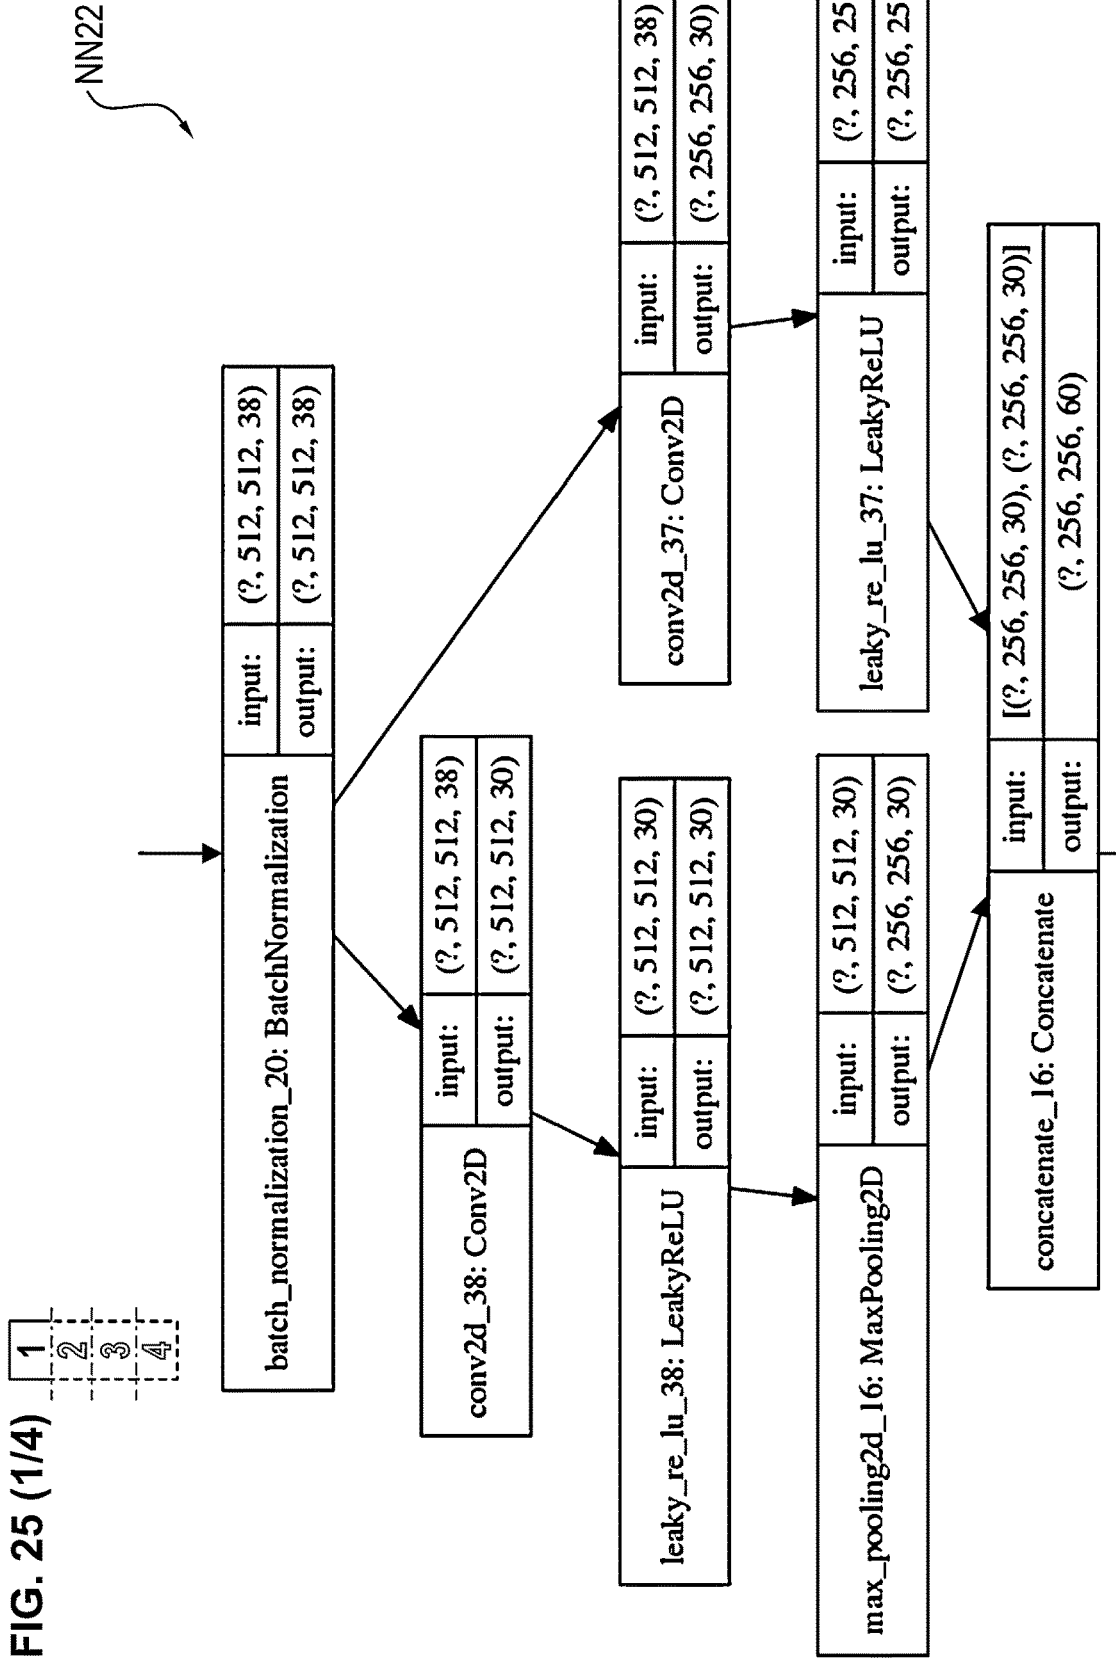 FIG. 25 (1/4)
1
2
3
4
NN22
batch_normalization_20: BatchNormalization
input:
(?, 512, 512, 38)
output:
(?, 512, 512, 38)
conv2d_38: Conv2D
input:
(?, 512, 512, 38)
output:
(?, 512, 512, 30)
conv2d_37: Conv2D
input:
(?, 512, 512, 38)
output:
(?, 256, 256, 30)
leaky_re_lu_38: LeakyReLU
input:
(?, 512, 512, 30)
output:
(?, 512, 512, 30)
max_pooling2d_16: MaxPooling2D
input:
(?, 512, 512, 30)
output:
(?, 256, 256, 30)
leaky_re_lu_37: LeakyReLU
input:
(?, 256, 25
output:
(?, 256, 25
concatenate_16: Concatenate
input:
[(?, 256, 256, 30), (?, 256, 256, 30)]
output:
(?, 256, 256, 60)